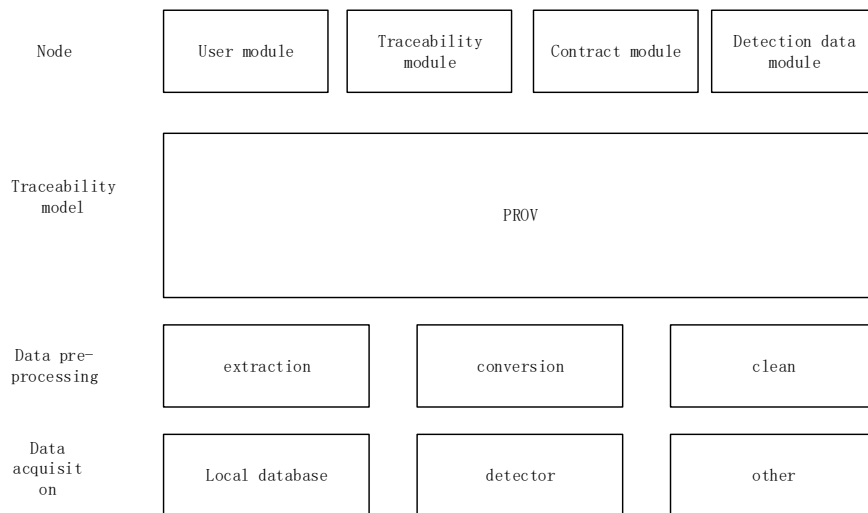 Node
User module
Traceability
module
Contract module
Detection data
module
Traceability
model
PROV
Data pre-
processing
extraction
conversion
clean
Data
acquisit
on
Local database
detector
other